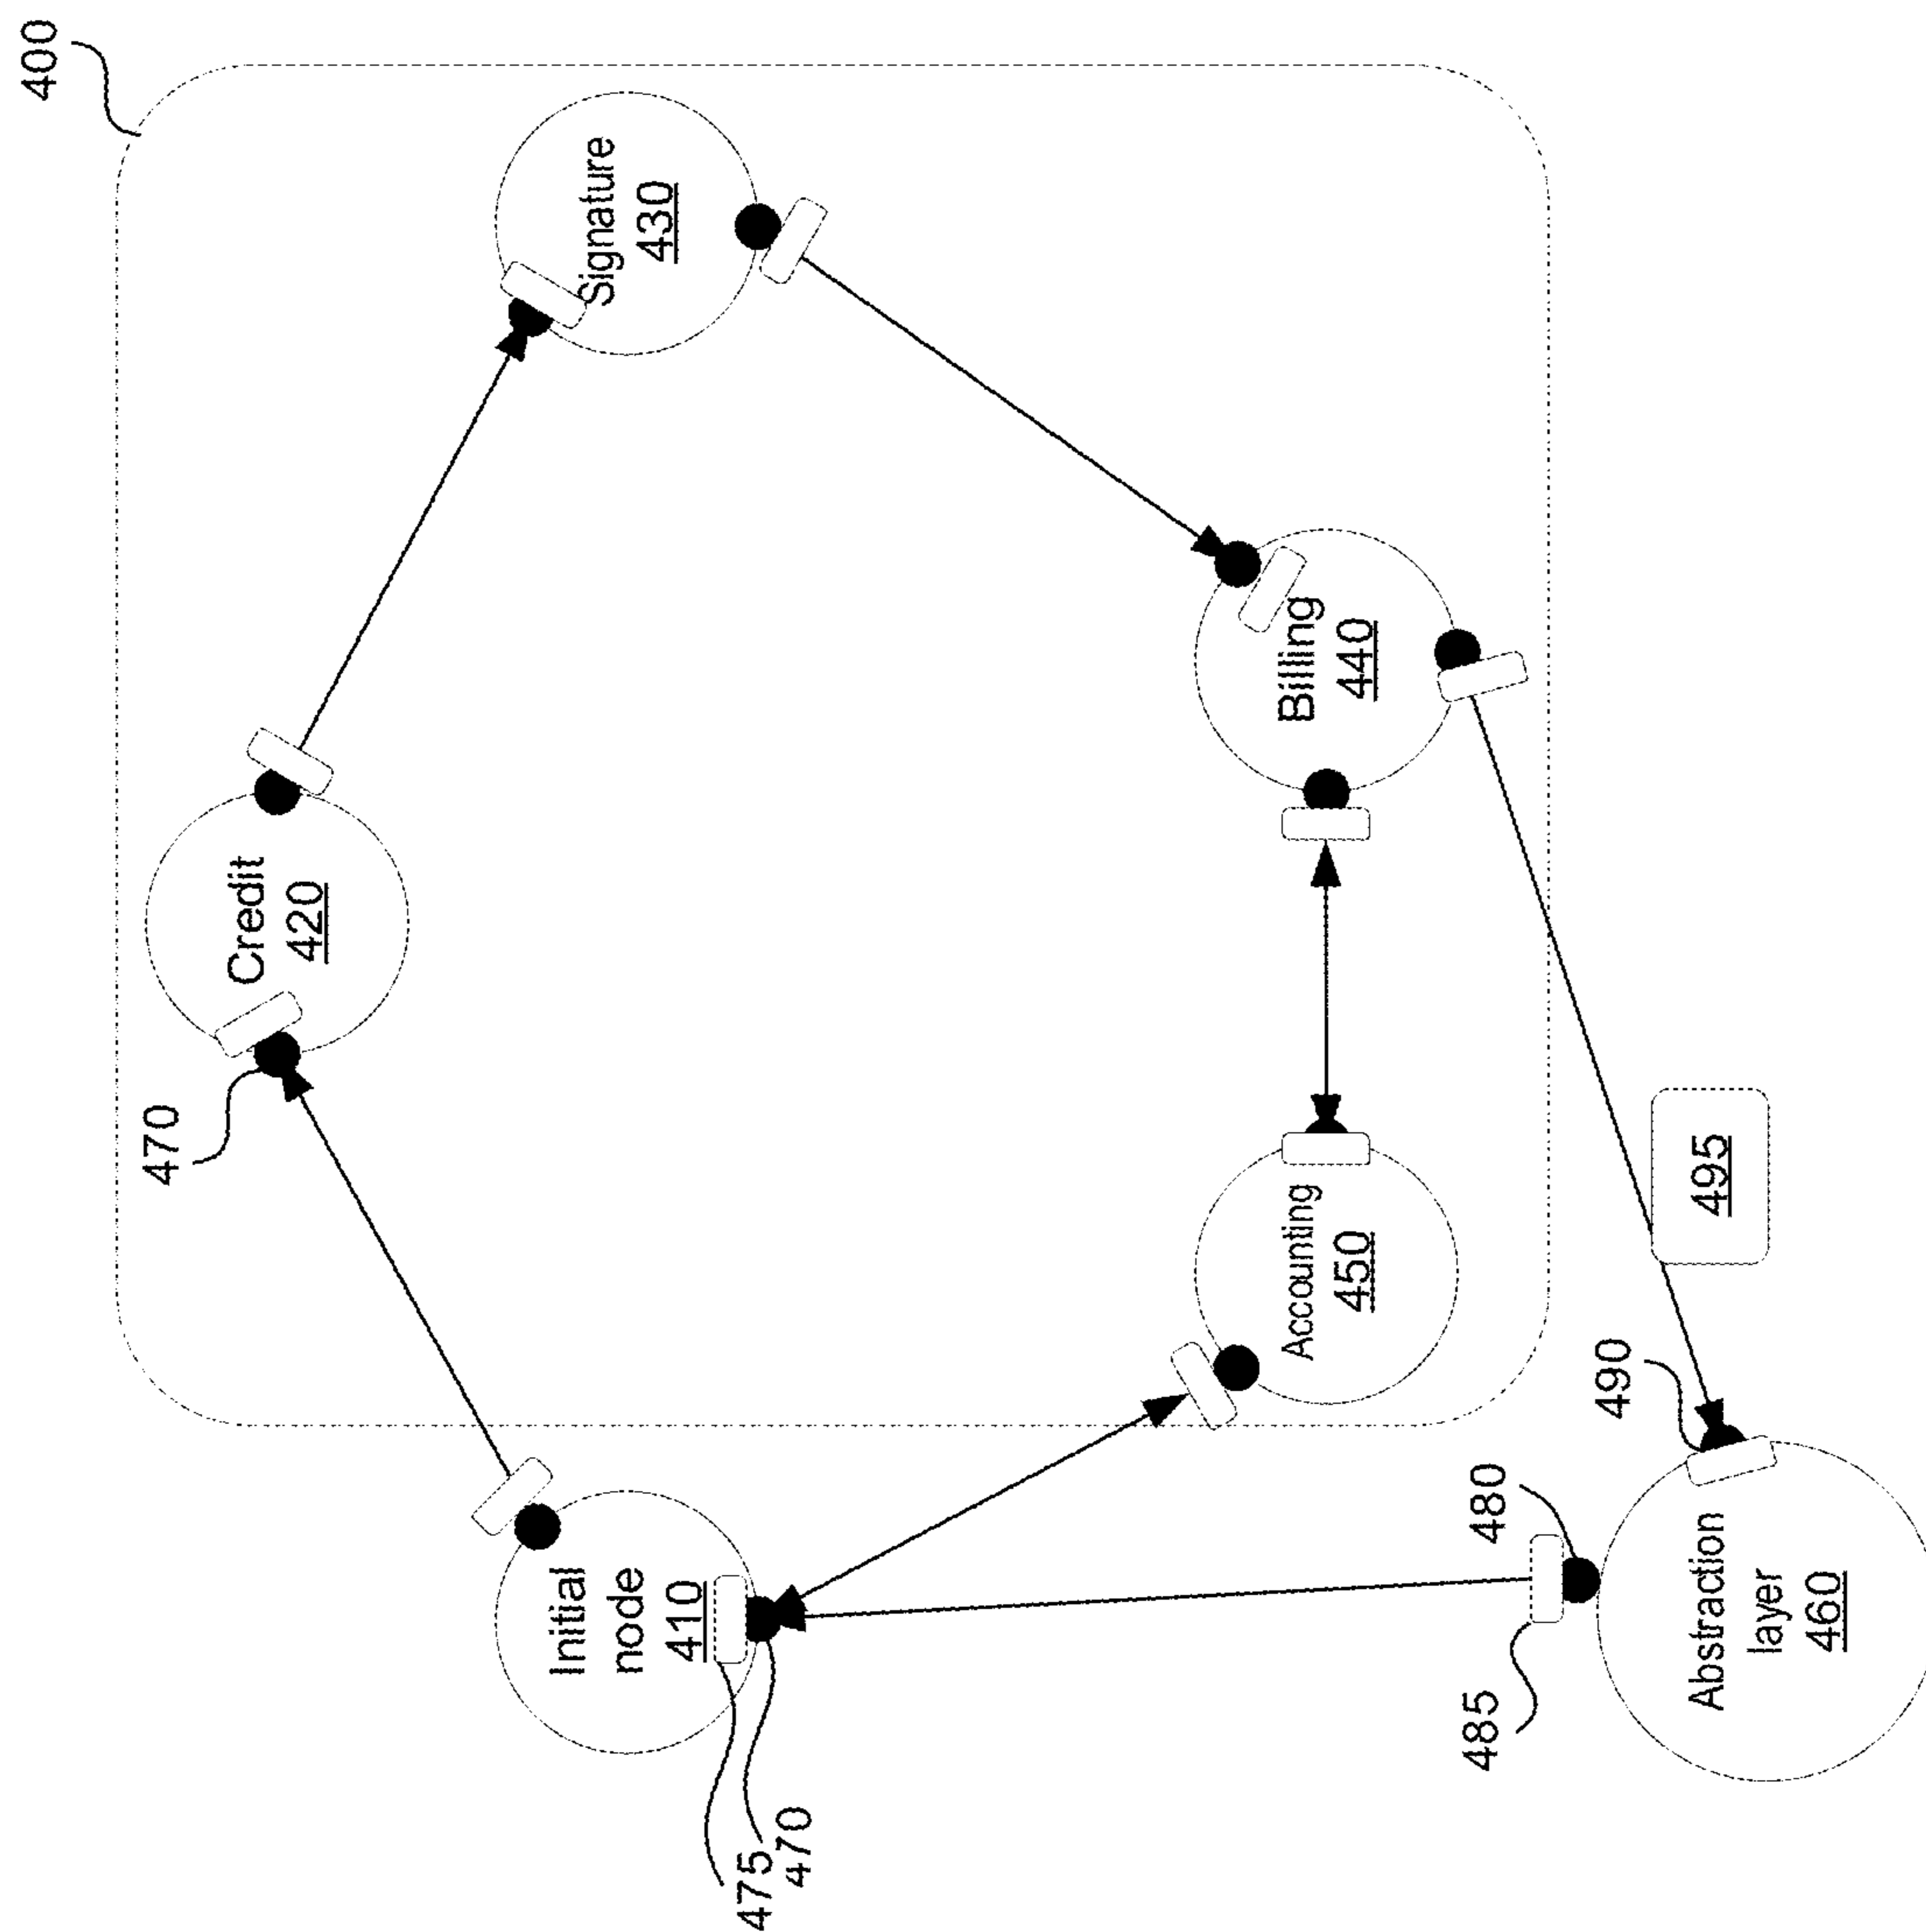 400
Credit
420
470
Signature
430
Initial
node
410
475
470
Billing
440
Accounting
450
480
485
490
495
Abstraction
layer
460